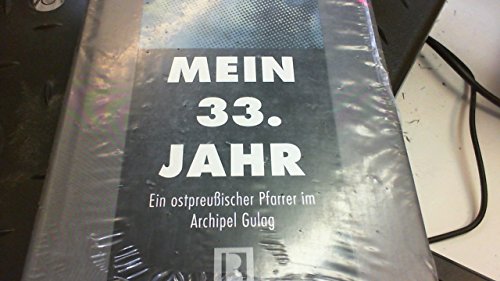 MEIN
33.
JAHR
Ein ostpreußischer Pfarrer im
Archipel Gulag
R